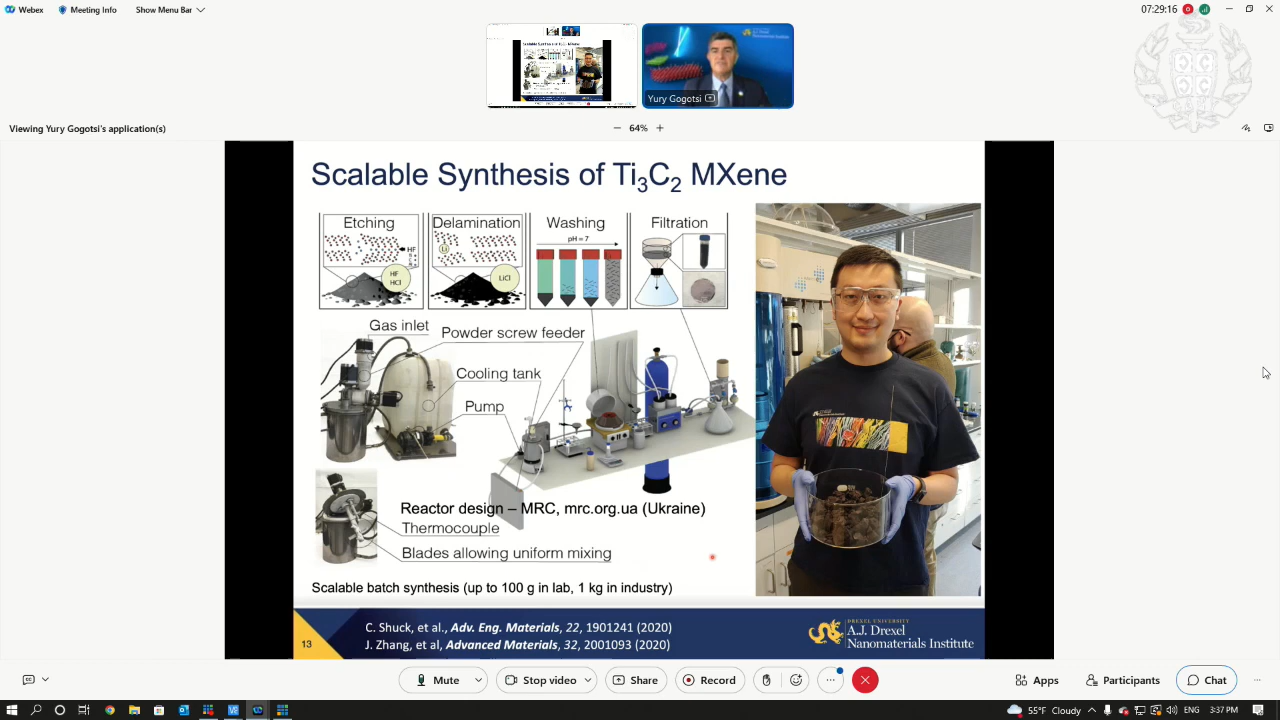 Webex
Meeting Info
Show Menu Bar
07:29:16
Yury Gogotsi
Viewing Yury Gogotsi's application(s)
64%
Scalable Synthesis of Ti3C2 MXene
Etching
Delamination
Washing
Filtration
pH = 7
HF
Li
HF
HCl
LiCl
Gas inlet
Powder screw feeder
Cooling tank
Pump
Reactor design – MRC, mrc.org.ua (Ukraine)
Thermocouple
Blades allowing uniform mixing
Scalable batch synthesis (up to 100 g in lab, 1 kg in industry)
13
C. Shuck, et al., Adv. Eng. Materials, 22, 1901241 (2020)
J. Zhang, et al, Advanced Materials, 32, 2001093 (2020)
DREXEL UNIVERSITY
A.J. Drexel
Nanomaterials Institute
Mute
Stop video
Share
Record
Apps
Participants
Chat
55°F Cloudy
ENG
3:37 PM